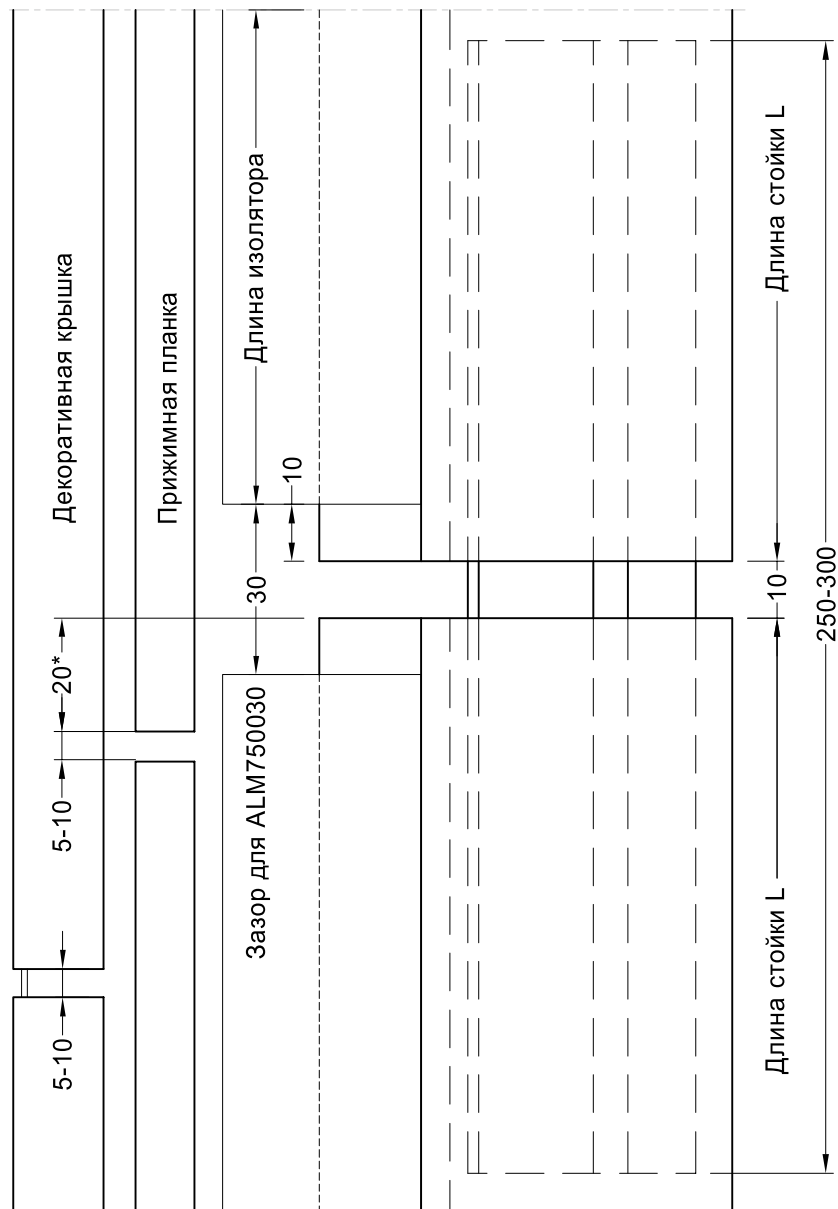 Декоративная крышка
Прижимная планка
Длина изолятора
Длина стойки L
10
30
20*
5-10
5-10
Зазор для ALM750030
10
250-300
Длина стойки L